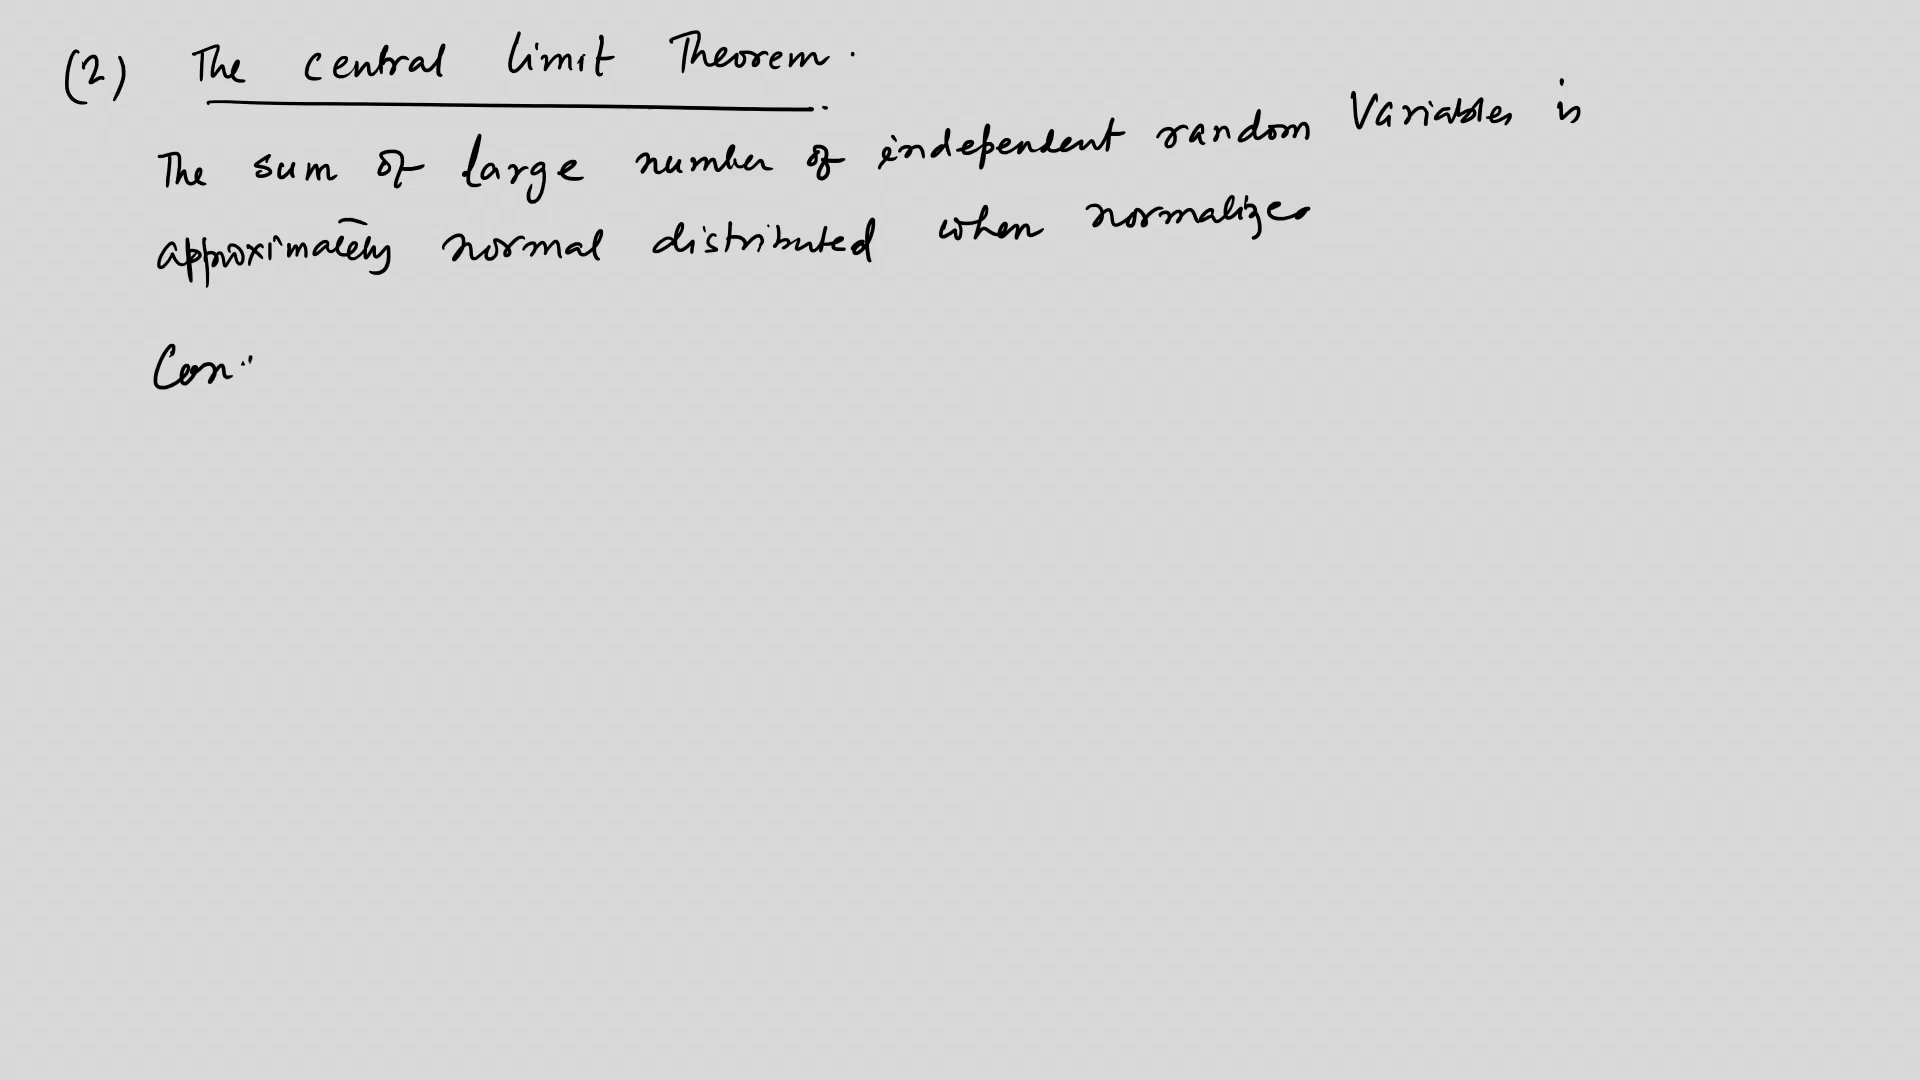 (2) The central limit Theorem.
The sum of large number of independent random Variables is
approximately normal distributed when normalizes
Con